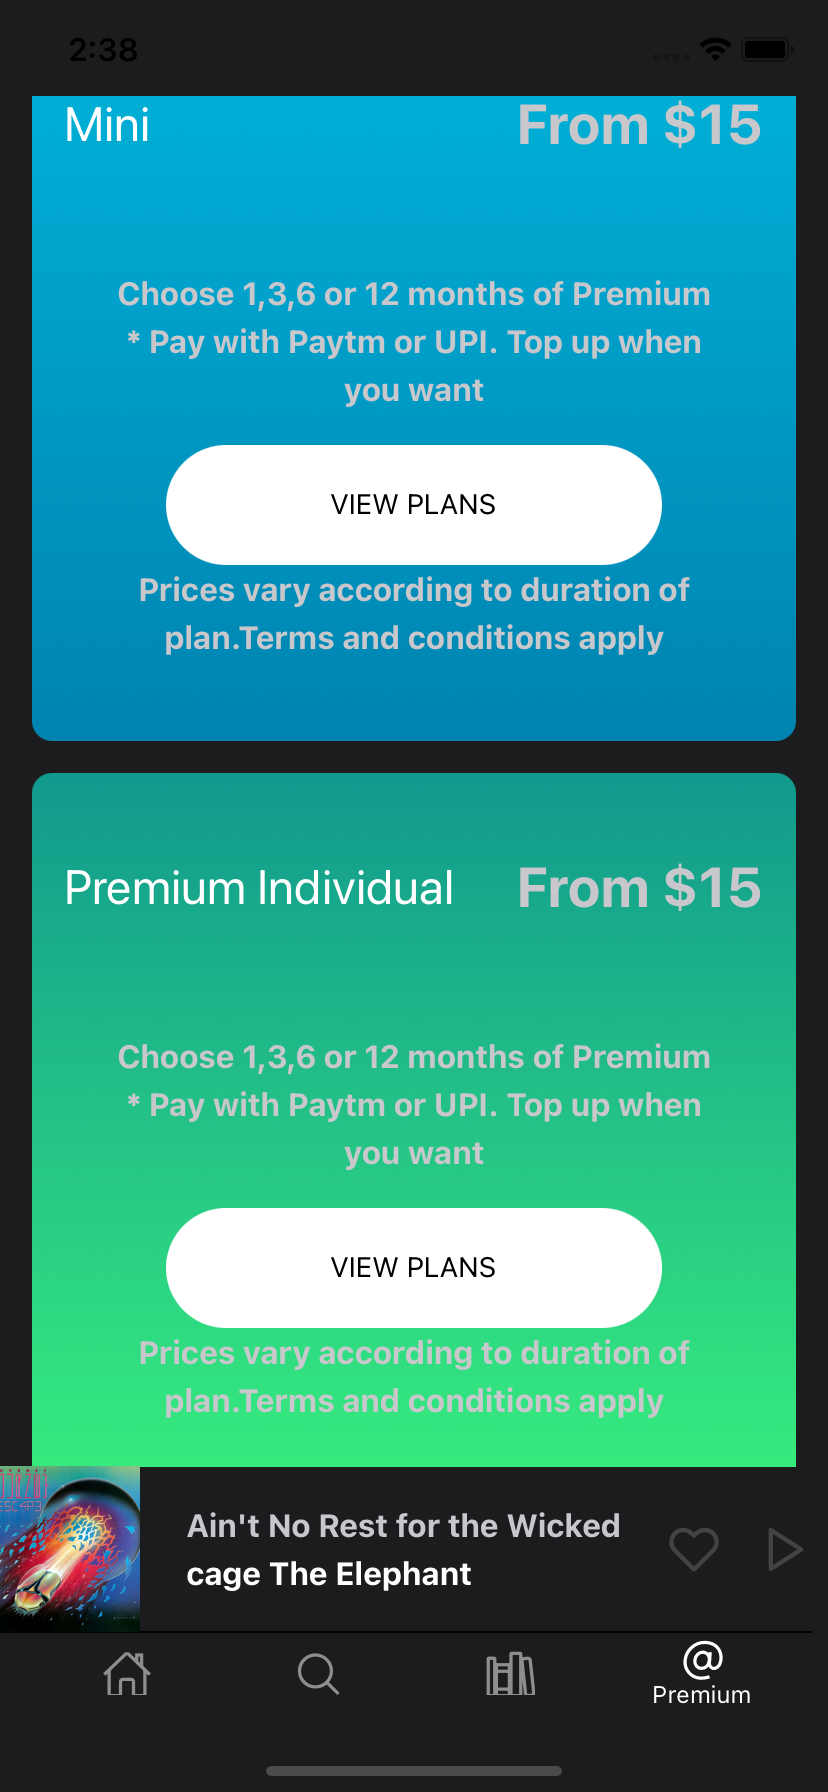 2:38
Mini From $15
Choose 1,3,6 or 12 months of Premium
* Pay with Paytm or UPI. Top up when
you want
VIEW PLANS
Prices vary according to duration of
plan.Terms and conditions apply
Premium Individual From $15
Choose 1,3,6 or 12 months of Premium
* Pay with Paytm or UPI. Top up when
you want
VIEW PLANS
Prices vary according to duration of
plan.Terms and conditions apply
E5C4P3
Ain't No Rest for the Wicked
cage The Elephant
@
Premium